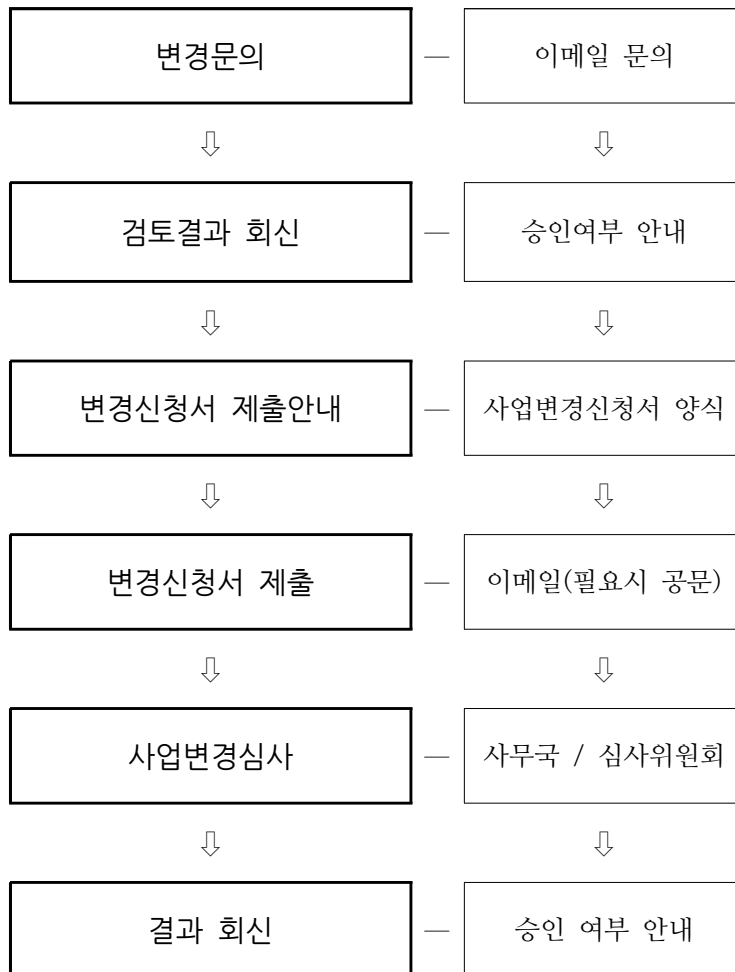 변경문의 — 이메일 문의
⇩ ⇩
검토결과 회신 — 승인여부 안내
⇩ ⇩
변경신청서 제출안내 — 사업변경신청서 양식
⇩ ⇩
변경신청서 제출 — 이메일(필요시 공문)
⇩ ⇩
사업변경심사 — 사무국 / 심사위원회
⇩ ⇩
결과 회신 — 승인 여부 안내